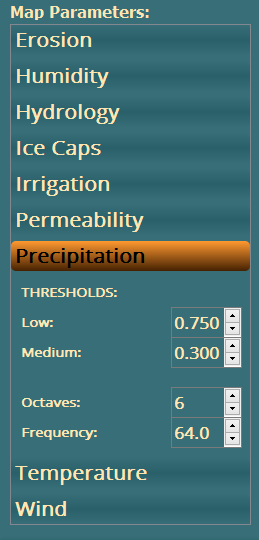 Map Parameters:
Erosion
Humidity
Hydrology
Ice Caps
Irrigation
Permeability
Precipitation
THRESHOLDS:
Low: 0.750
Medium: 0.300
Octaves: 6
Frequency: 64.0
Temperature
Wind